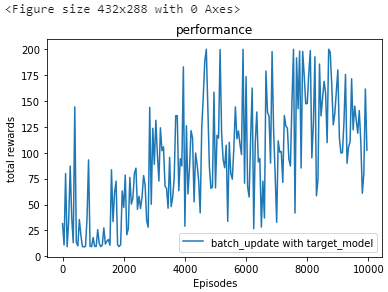 <Figure size 432x288 with 0 Axes>
performance
200
175
150
125
100
75
50
25
0
total rewards
batch_update with target_model
0 2000 4000 6000 8000 10000
Episodes